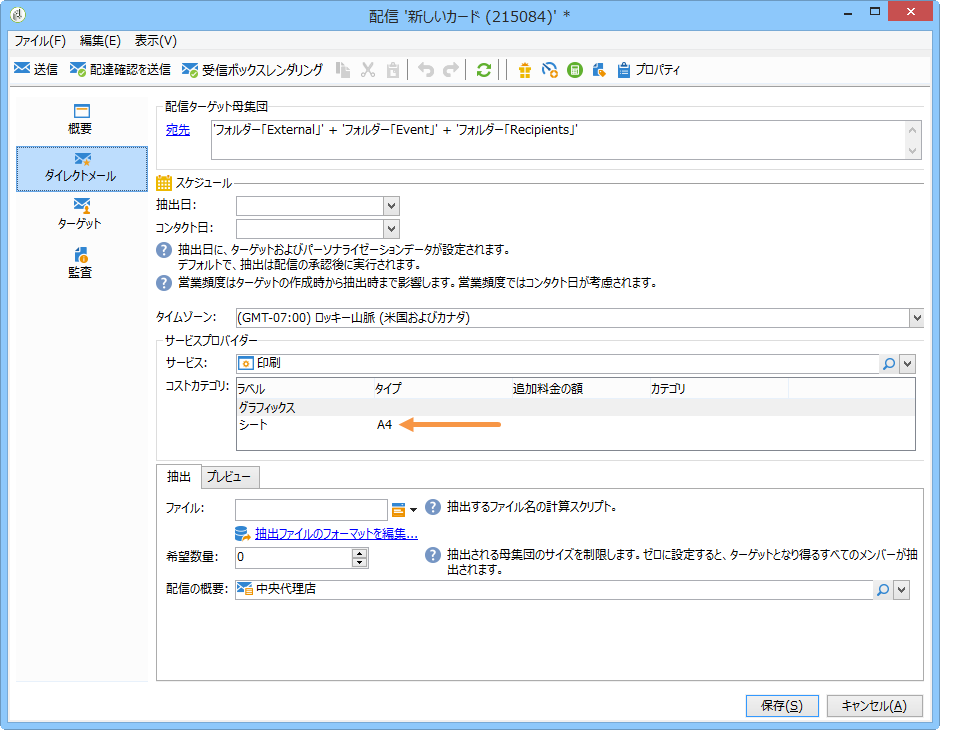 配信 '新しいカード (215084)' *
ファイル(F) 編集(E) 表示(V)
送信 配達確認を送信 受信ボックスレンダリング プロパティ
概要
ダイレクトメール
ターゲット
監査
配信ターゲット母集団
宛先 'フォルダー「External」' + 'フォルダー「Event」' + 'フォルダー「Recipients」'
スケジュール
抽出日:
コンタクト日:
抽出日に、ターゲットおよびパーソナライゼーションデータが設定されます。
デフォルトで、抽出は配信の承認後に実行されます。
営業頻度はターゲットの作成時から抽出時まで影響します。営業頻度ではコンタクト日が考慮されます。
タイムゾーン: (GMT-07:00) ロッキー山脈 (米国およびカナダ)
サービスプロバイダー
サービス: 印刷
コストカテゴリ: ラベル タイプ 追加料金の額 カテゴリ
グラフィックス
シート A4
抽出 プレビュー
ファイル: 抽出するファイル名の計算スクリプト。
抽出ファイルのフォーマットを編集...
希望数量: 0 抽出される母集団のサイズを制限します。ゼロに設定すると、ターゲットとなり得るすべてのメンバーが抽
出されます。
配信の概要: 中央代理店
保存(S) キャンセル(A)